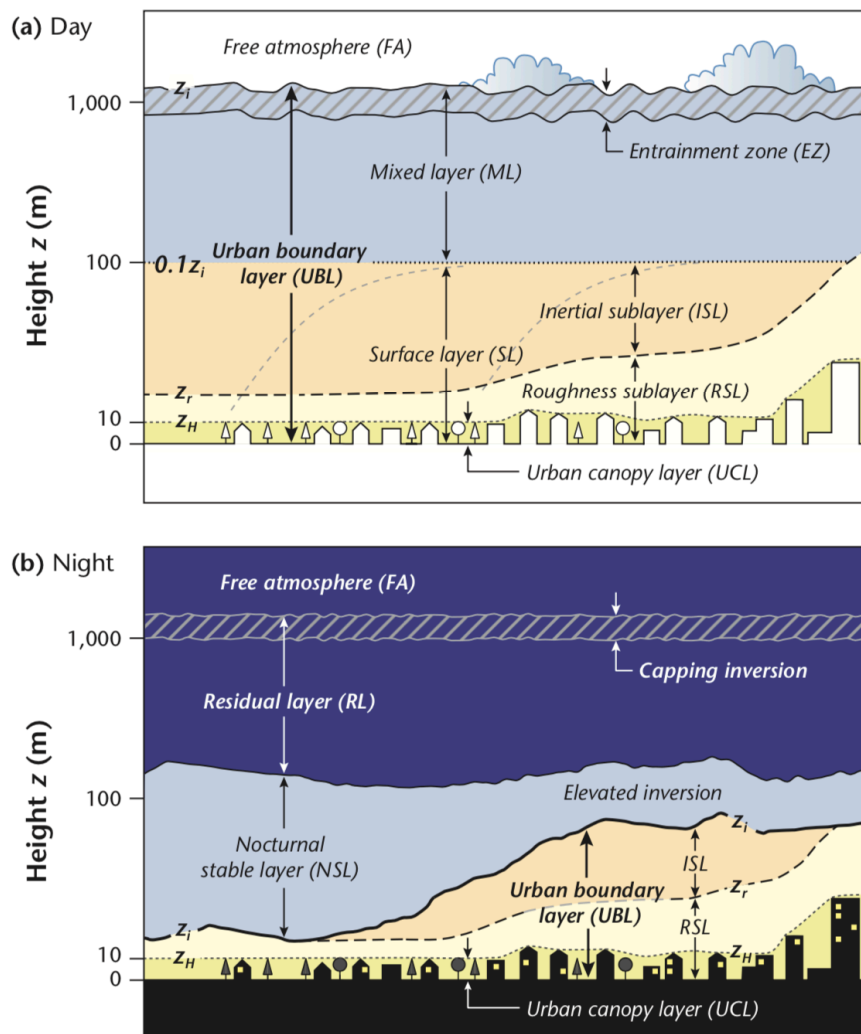 (a) Day
Free atmosphere (FA)
z_i
1,000
Entrainment zone (EZ)
Mixed layer (ML)
Urban boundary
layer (UBL)
100
0.1z_i
Inertial sublayer (ISL)
Surface layer (SL)
z_r
Roughness sublayer (RSL)
10
z_H
0
Urban canopy layer (UCL)
Height z (m)
(b) Night
Free atmosphere (FA)
1,000
Capping inversion
Residual layer (RL)
100
Elevated inversion
z_i
Nocturnal
stable layer (NSL)
ISL
Urban boundary
layer (UBL)
z_r
RSL
z_i
10
z_H
0
Urban canopy layer (UCL)
Height z (m)